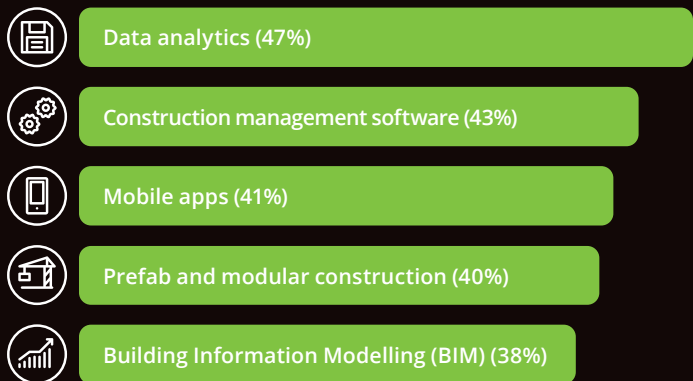 Data analytics (47%)
Construction management software (43%)
Mobile apps (41%)
Prefab and modular construction (40%)
Building Information Modelling (BIM) (38%)